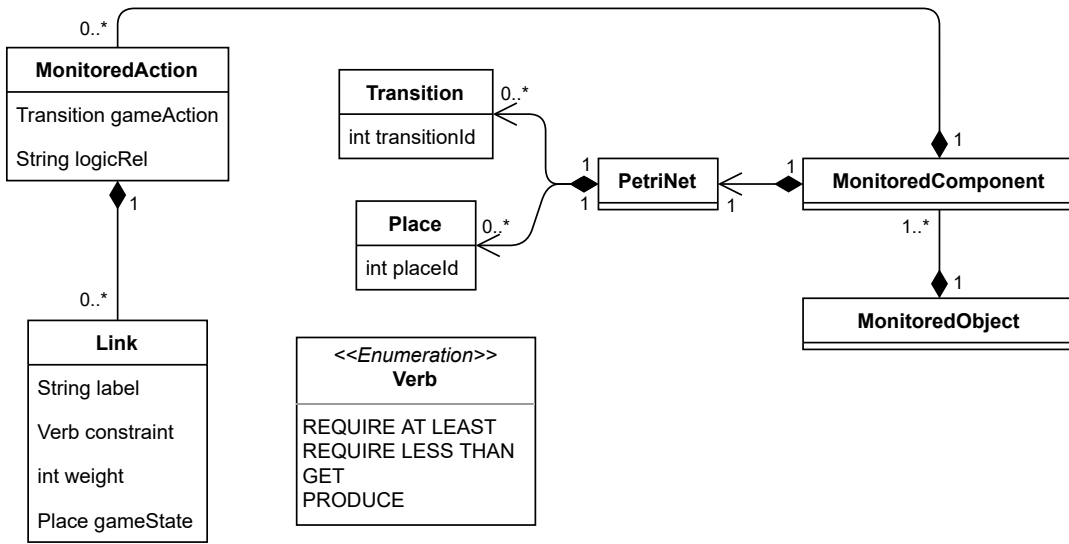 0..*
MonitoredAction
Transition gameAction
String logicRel
1
0..*
Link
String label
Verb constraint
int weight
Place gameState
Transition
0..*
int transitionId
Place
0..*
int placeId
1
1
PetriNet
1
1
1
MonitoredComponent
1..*
1
MonitoredObject
<<Enumeration>>
Verb
REQUIRE AT LEAST
REQUIRE LESS THAN
GET
PRODUCE